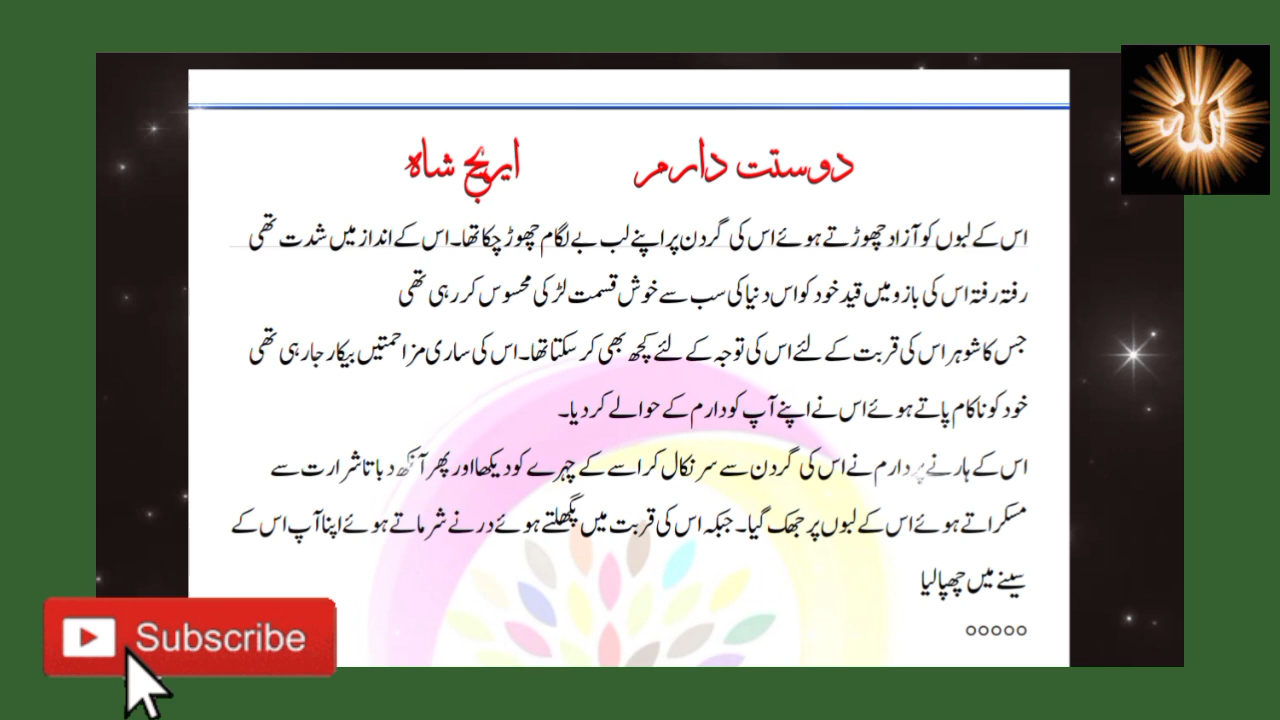 الله
دوستت دارم اریج شاہ
اس کے لبوں کو آزاد چھوڑتے ہوئے اس کی گردن پر اپنے لب بے لگام چھوڑ چکا تھا۔ اس کے انداز میں شدت تھی
رفتہ رفتہ اس کی بازو میں قید خود کو اس دنیا کی سب سے خوش قسمت لڑکی محسوس کر رہی تھی
جس کا شوہر اس کی قربت کے لئے اس کی توجہ کے لئے کچھ بھی کر سکتا تھا۔ اس کی ساری مزاحمتیں بیکار جا رہی تھی
خود کو ناکام پاتے ہوئے اس نے اپنے آپ کو دارم کے حوالے کر دیا۔
اس کے ہارنے پر دارم نے اس کی گردن سے سر نکال کر اسے کے چہرے کو دیکھا اور پھر آنکھ دباتا شرارت سے
مسکراتے ہوئے اس کے لبوں پر جھک گیا۔ جبکہ اس کی قربت میں پگھلتے ہوئے در نے شرماتے ہوئے اپنا آپ اس کے
سینے میں چھپا لیا
○○○○○
Subscribe